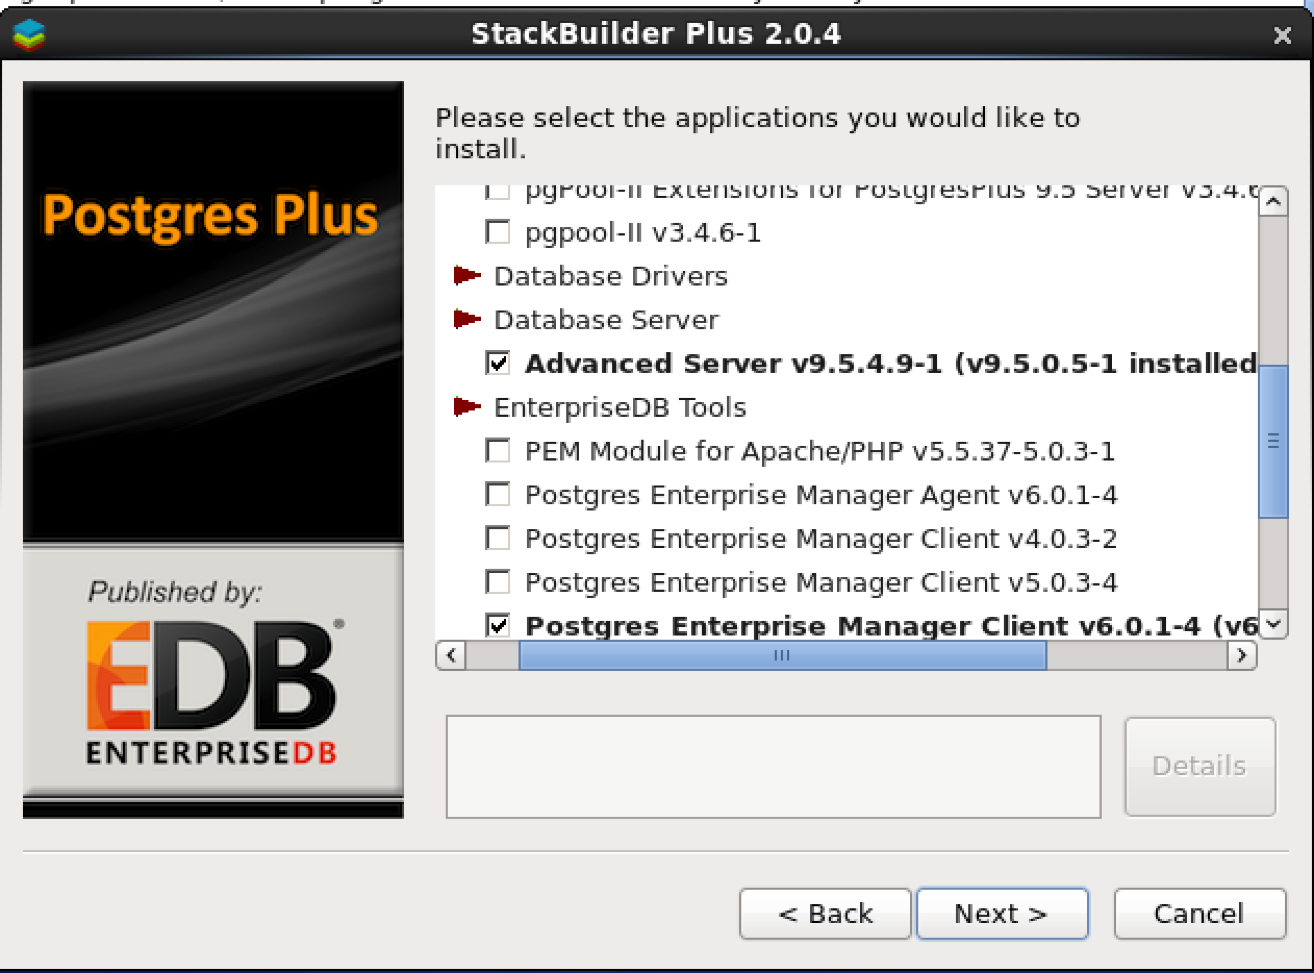 StackBuilder Plus 2.0.4
Postgres Plus
Published by:
EDB®
ENTERPRISEDB
Please select the applications you would like to
install.
pgPool-II Extensions for PostgresPlus 9.5 Server v3.4.6
pgpool-II v3.4.6-1
Database Drivers
Database Server
Advanced Server v9.5.4.9-1 (v9.5.0.5-1 installed
EnterpriseDB Tools
PEM Module for Apache/PHP v5.5.37-5.0.3-1
Postgres Enterprise Manager Agent v6.0.1-4
Postgres Enterprise Manager Client v4.0.3-2
Postgres Enterprise Manager Client v5.0.3-4
Postgres Enterprise Manager Client v6.0.1-4 (v6
Details
< Back
Next >
Cancel